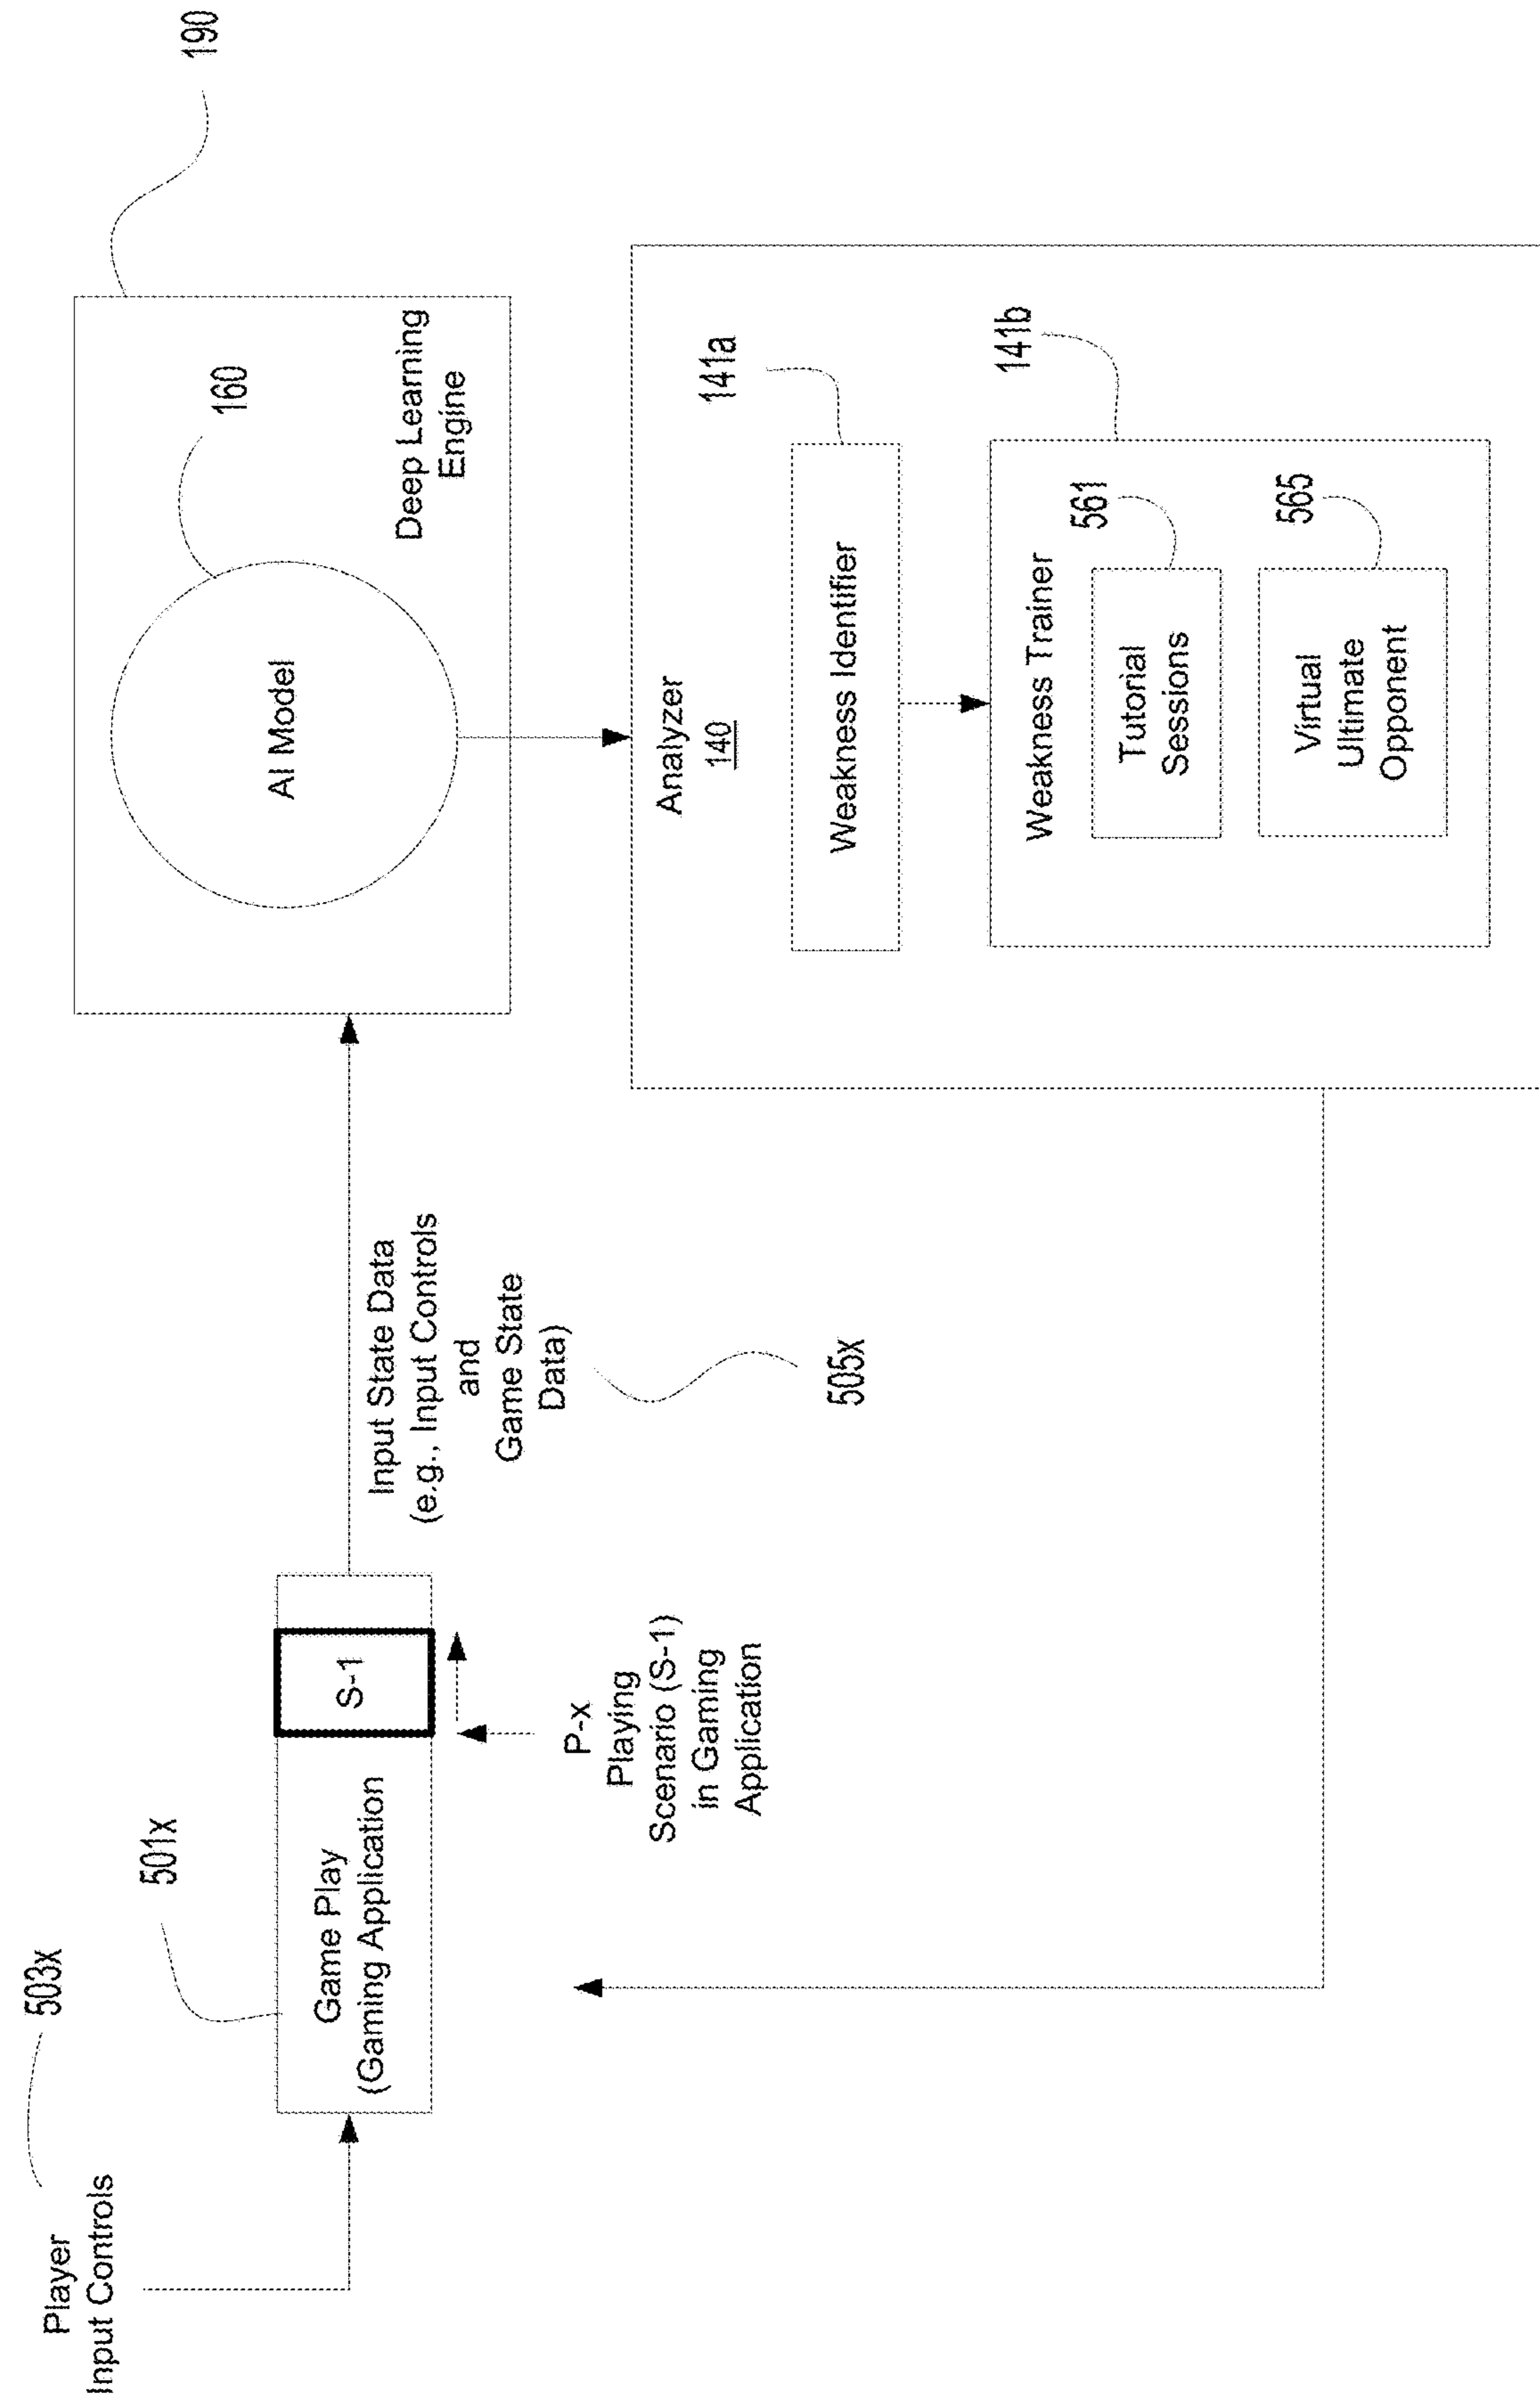 503x
Player
Input Controls
501x
Game Play
(Gaming Application
S-1
P-x
Playing
Scenario (S-1)
in Gaming
Application
Input State Data
(e.g., Input Controls
and
Game State
Data)
505x
190
160
AI Model
Deep Learning
Engine
Analyzer
140
141a
Weakness Identifier
141b
Weakness Trainer
561
Tutorial
Sessions
565
Virtual
Ultimate
Opponent